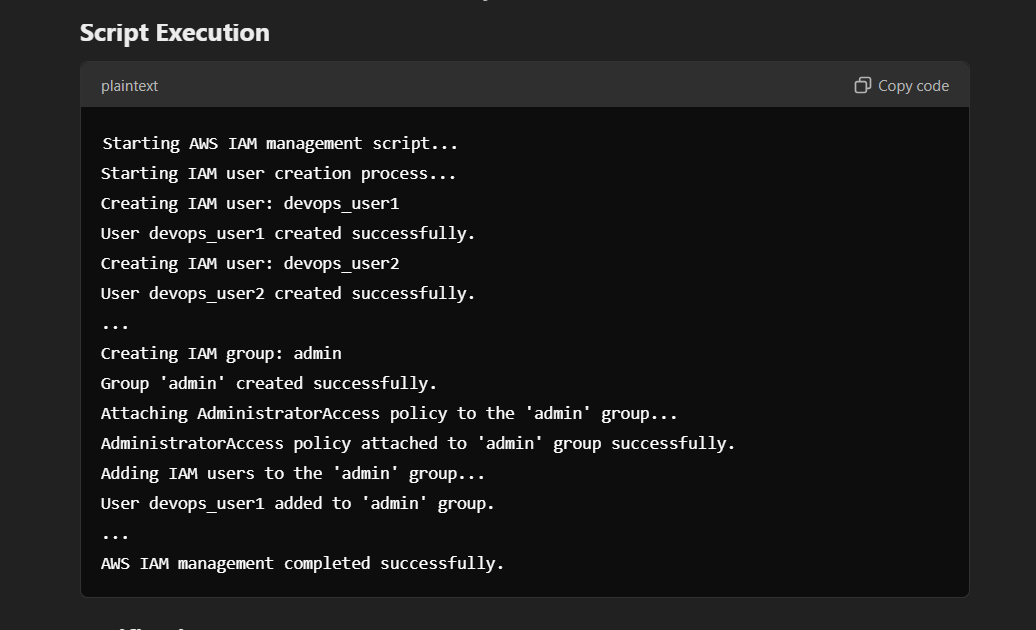 Script Execution
plaintext
Copy code
Starting AWS IAM management script...
Starting IAM user creation process...
Creating IAM user: devops_user1
User devops_user1 created successfully.
Creating IAM user: devops_user2
User devops_user2 created successfully.
...
Creating IAM group: admin
Group 'admin' created successfully.
Attaching AdministratorAccess policy to the 'admin' group...
AdministratorAccess policy attached to 'admin' group successfully.
Adding IAM users to the 'admin' group...
User devops_user1 added to 'admin' group.
...
AWS IAM management completed successfully.